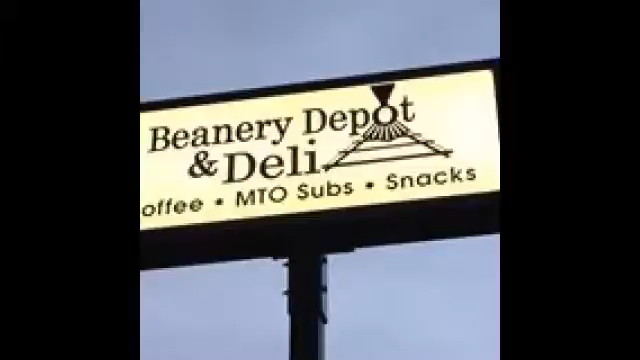 Beanery Depot
& Deli
offee • MTO Subs • Snacks